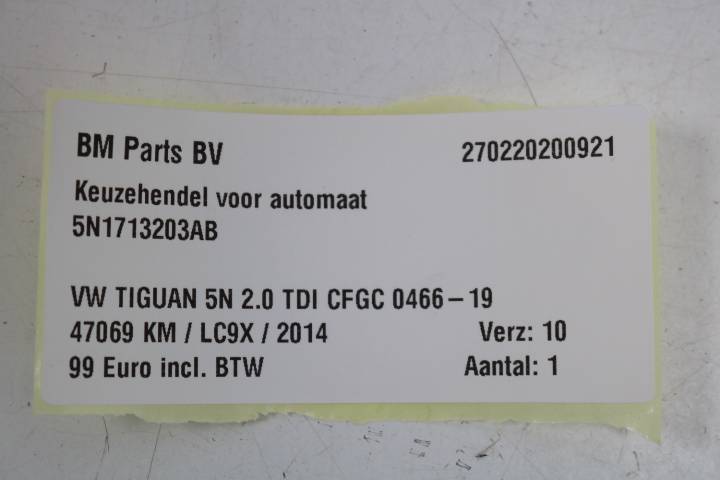 BM Parts BV 270220200921
Keuzehendel voor automaat
5N1713203AB
VW TIGUAN 5N 2.0 TDI CFGC 0466 – 19
47069 KM / LC9X / 2014 Verz: 10
99 Euro incl. BTW Aantal: 1